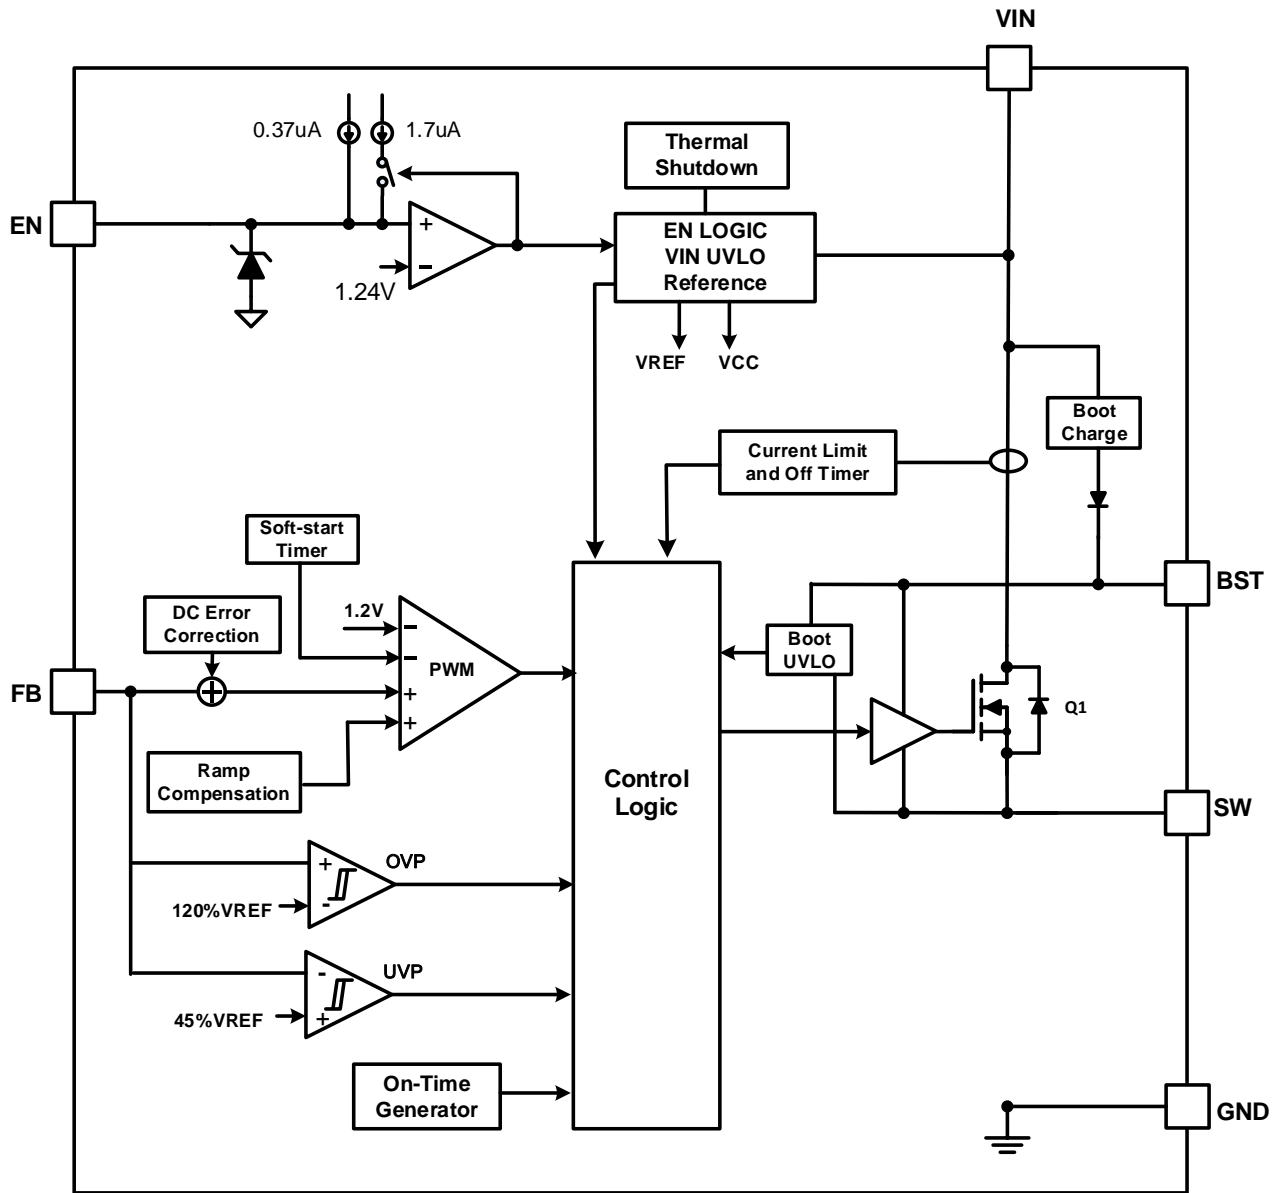 VIN
0.37uA
1.7uA
Thermal
Shutdown
EN
+
-
1.24V
EN LOGIC
VIN UVLO
Reference
VREF
VCC
Boot
Charge
Current Limit
and Off Timer
Soft-start
Timer
BST
DC Error
Correction
1.2V
-
-
PWM
+
+
Boot
UVLO
FB
Q1
Ramp
Compensation
Control
Logic
SW
OVP
+
-
120%VREF
UVP
-
+
45%VREF
On-Time
Generator
GND